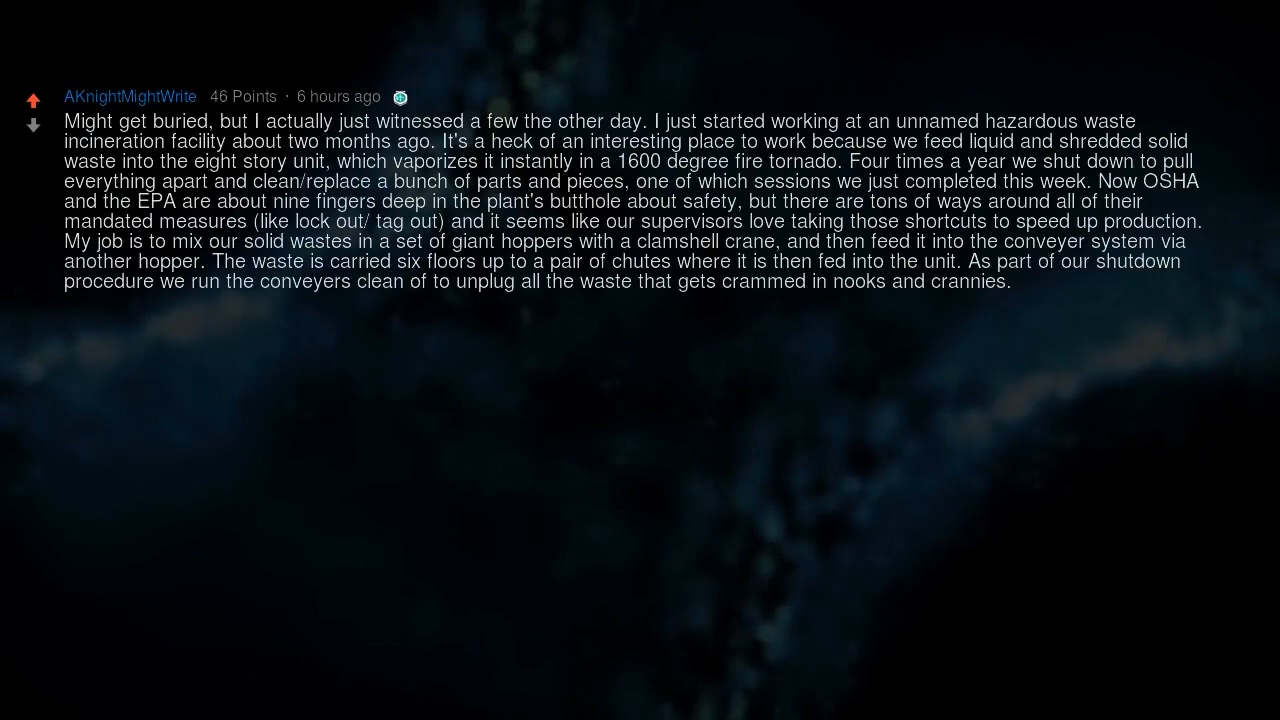 AKnightMightWrite 46 Points · 6 hours ago
Might get buried, but I actually just witnessed a few the other day. I just started working at an unnamed hazardous waste
incineration facility about two months ago. It's a heck of an interesting place to work because we feed liquid and shredded solid
waste into the eight story unit, which vaporizes it instantly in a 1600 degree fire tornado. Four times a year we shut down to pull
everything apart and clean/replace a bunch of parts and pieces, one of which sessions we just completed this week. Now OSHA
and the EPA are about nine fingers deep in the plant's butthole about safety, but there are tons of ways around all of their
mandated measures (like lock out/ tag out) and it seems like our supervisors love taking those shortcuts to speed up production.
My job is to mix our solid wastes in a set of giant hoppers with a clamshell crane, and then feed it into the conveyer system via
another hopper. The waste is carried six floors up to a pair of chutes where it is then fed into the unit. As part of our shutdown
procedure we run the conveyers clean of to unplug all the waste that gets crammed in nooks and crannies.